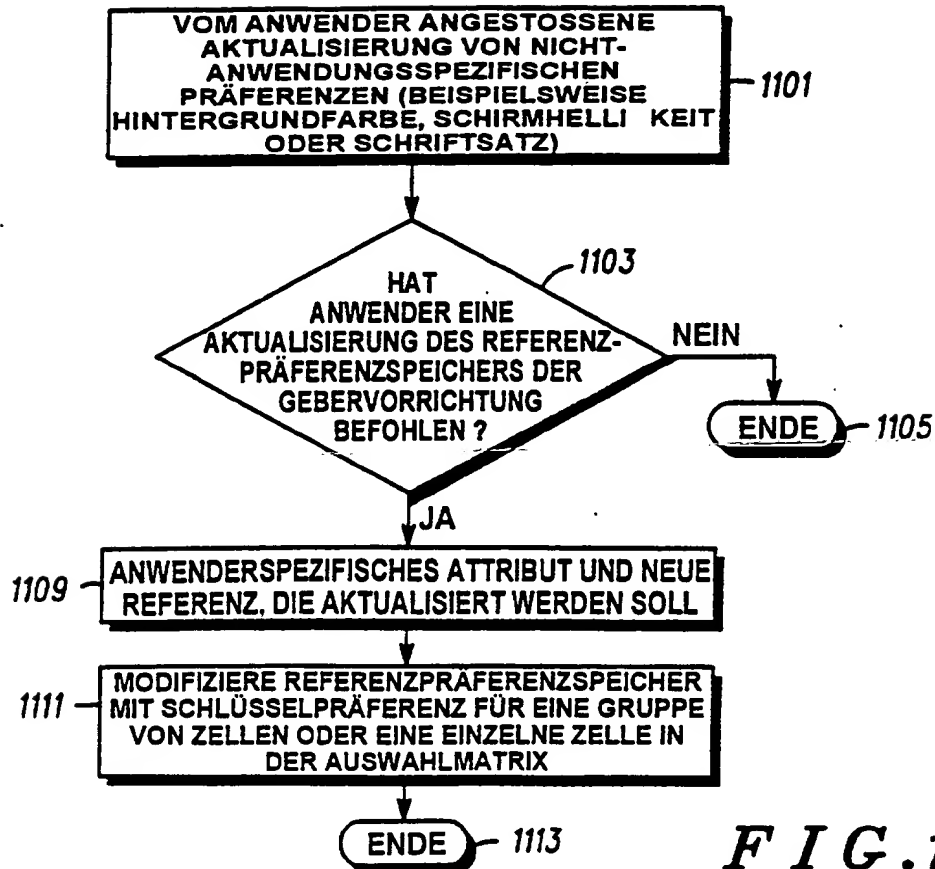 VOM ANWENDER ANGESTOSSENE
AKTUALISIERUNG VON NICHT-
ANWENDUNGSSPEZIFISCHEN
PRÄFERENZEN (BEISPIELSWEISE
HINTERGRUNDFARBE, SCHIRMHELLI KEIT
ODER SCHRIFTSATZ)
1101
HAT
ANWENDER EINE
AKTUALISIERUNG DES REFERENZ-
PRÄFERENZSPEICHERS DER
GEBERVORRICHTUNG
BEFOHLEN ?
1103
NEIN
ENDE
1105
JA
1109
ANWENDERSPEZIFISCHES ATTRIBUT UND NEUE
REFERENZ, DIE AKTUALISIERT WERDEN SOLL
1111
MODIFIZIERE REFERENZPRÄFERENZSPEICHER
MIT SCHLÜSSELPRÄFERENZ FÜR EINE GRUPPE
VON ZELLEN ODER EINE EINZELNE ZELLE IN
DER AUSWAHLMATRIX
ENDE
1113
FIG.